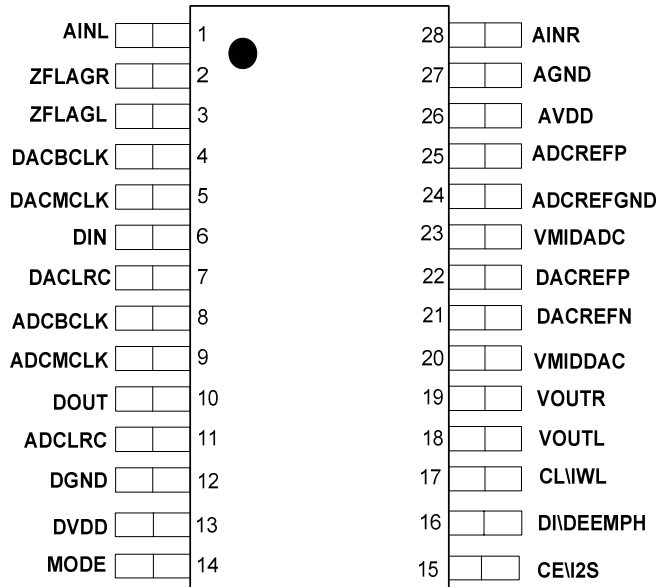 AINL 1 28 AINR
ZFLAGR 2 27 AGND
ZFLAGL 3 26 AVDD
DACBCLK 4 25 ADCREFP
DACMCLK 5 24 ADCREFGND
DIN 6 23 VMIDADC
DACLRC 7 22 DACREFP
ADCBCLK 8 21 DACREFN
ADCMCLK 9 20 VMIDDAC
DOUT 10 19 VOUTR
ADCLRC 11 18 VOUTL
DGND 12 17 CL\IWL
DVDD 13 16 DI\DEEMPH
MODE 14 15 CE\I2S